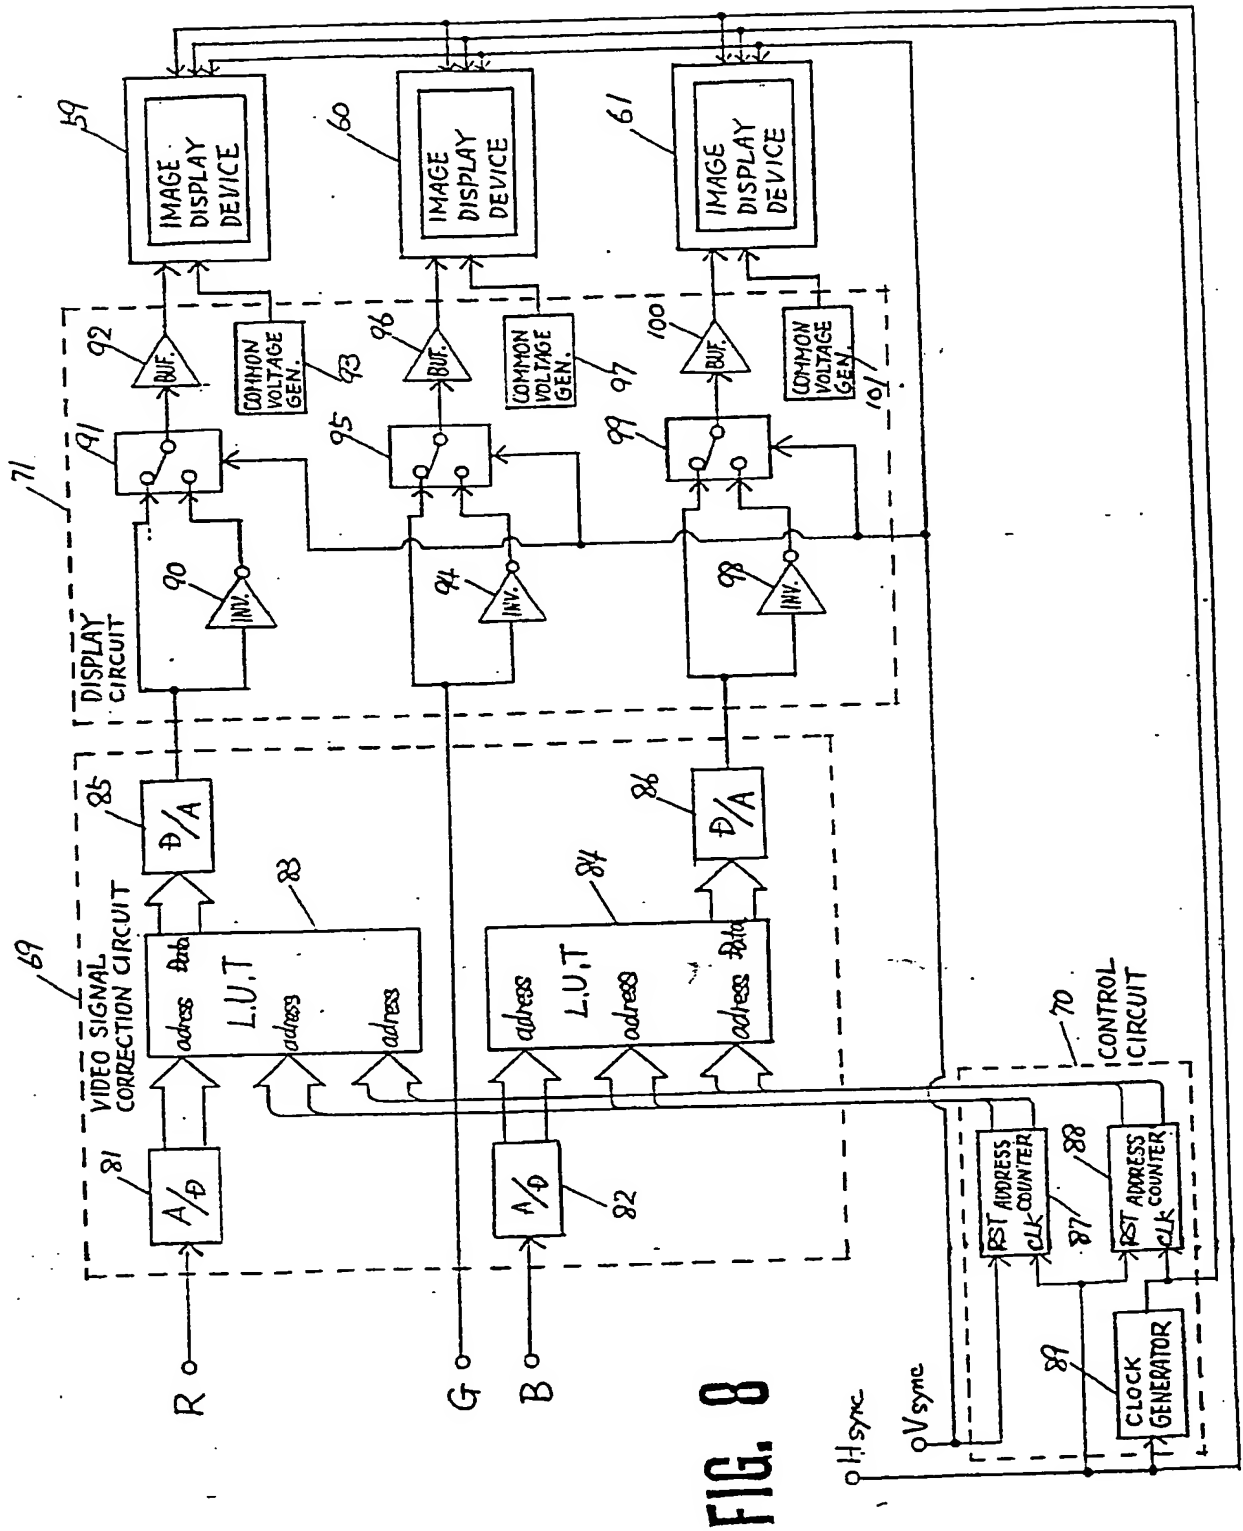 FIG. 8
69
VIDEO SIGNAL
CORRECTION CIRCUIT
R
81
A/D
adress Data
L.U.T
adress
adress
83
85
D/A
G
B
A/D
82
adress
L.U.T
adress
adress Data
84
86
D/A
71
DISPLAY
CIRCUIT
90
INV.
91
92
BUF.
COMMON
VOLTAGE
GEN.
93
59
IMAGE
DISPLAY
DEVICE
94
INV.
95
96
BUF.
COMMON
VOLTAGE
GEN.
97
60
IMAGE
DISPLAY
DEVICE
98
INV.
99
100
BUF.
COMMON
VOLTAGE
GEN.
101
61
IMAGE
DISPLAY
DEVICE
Hsync
Vsync
70
CONTROL
CIRCUIT
RST ADDRESS
CLK COUNTER
87
RST ADDRESS
CLK COUNTER
88
89
CLOCK
GENERATOR